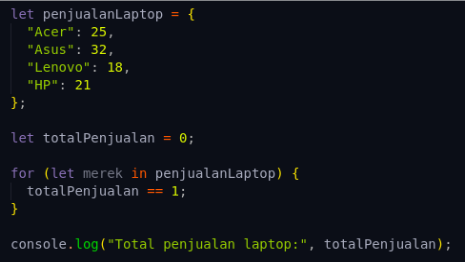 let penjualanLaptop = {
  "Acer": 25,
  "Asus": 32,
  "Lenovo": 18,
  "HP": 21
};

let totalPenjualan = 0;

for (let merek in penjualanLaptop) {
  totalPenjualan == 1;
}

console.log("Total penjualan laptop:", totalPenjualan);